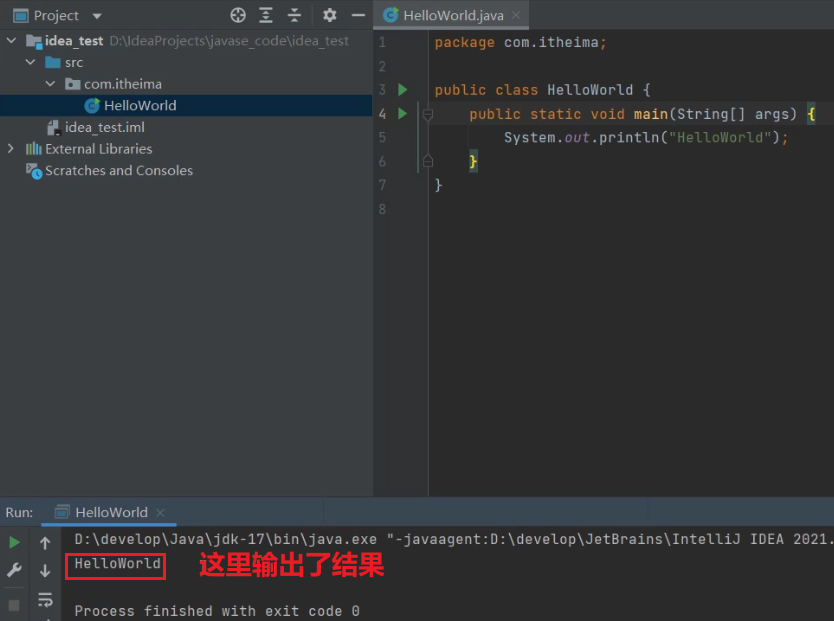 Project
idea_test D:\IdeaProjects\javase_code\idea_test
src
com.itheima
HelloWorld
idea_test.iml
External Libraries
Scratches and Consoles
HelloWorld.java
1 package com.itheima;
2
3 public class HelloWorld {
4 public static void main(String[] args) {
5 System.out.println("HelloWorld");
6 }
7 }
8
Run: HelloWorld
D:\develop\Java\jdk-17\bin\java.exe "-javaagent:D:\develop\JetBrains\IntelliJ IDEA 2021.
HelloWorld 这里输出了结果
Process finished with exit code 0